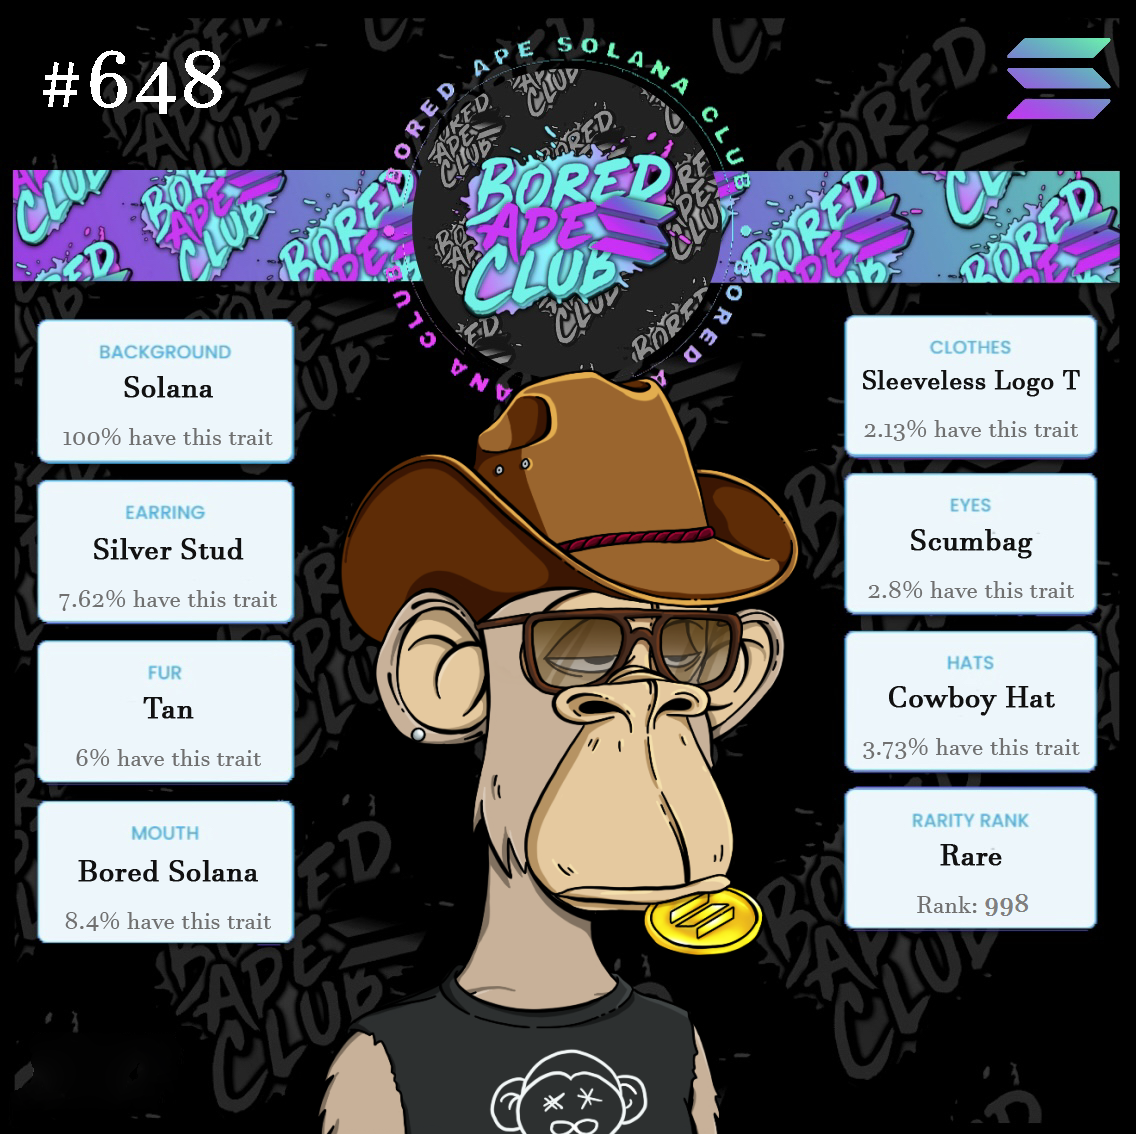 #648
BORED APE SOLANA CLUB
BORED
APE
CLUB
BACKGROUND
Solana
100% have this trait
EARRING
Silver Stud
7.62% have this trait
FUR
Tan
6% have this trait
MOUTH
Bored Solana
8.4% have this trait
CLOTHES
Sleeveless Logo T
2.13% have this trait
EYES
Scumbag
2.8% have this trait
HATS
Cowboy Hat
3.73% have this trait
RARITY RANK
Rare
Rank: 998